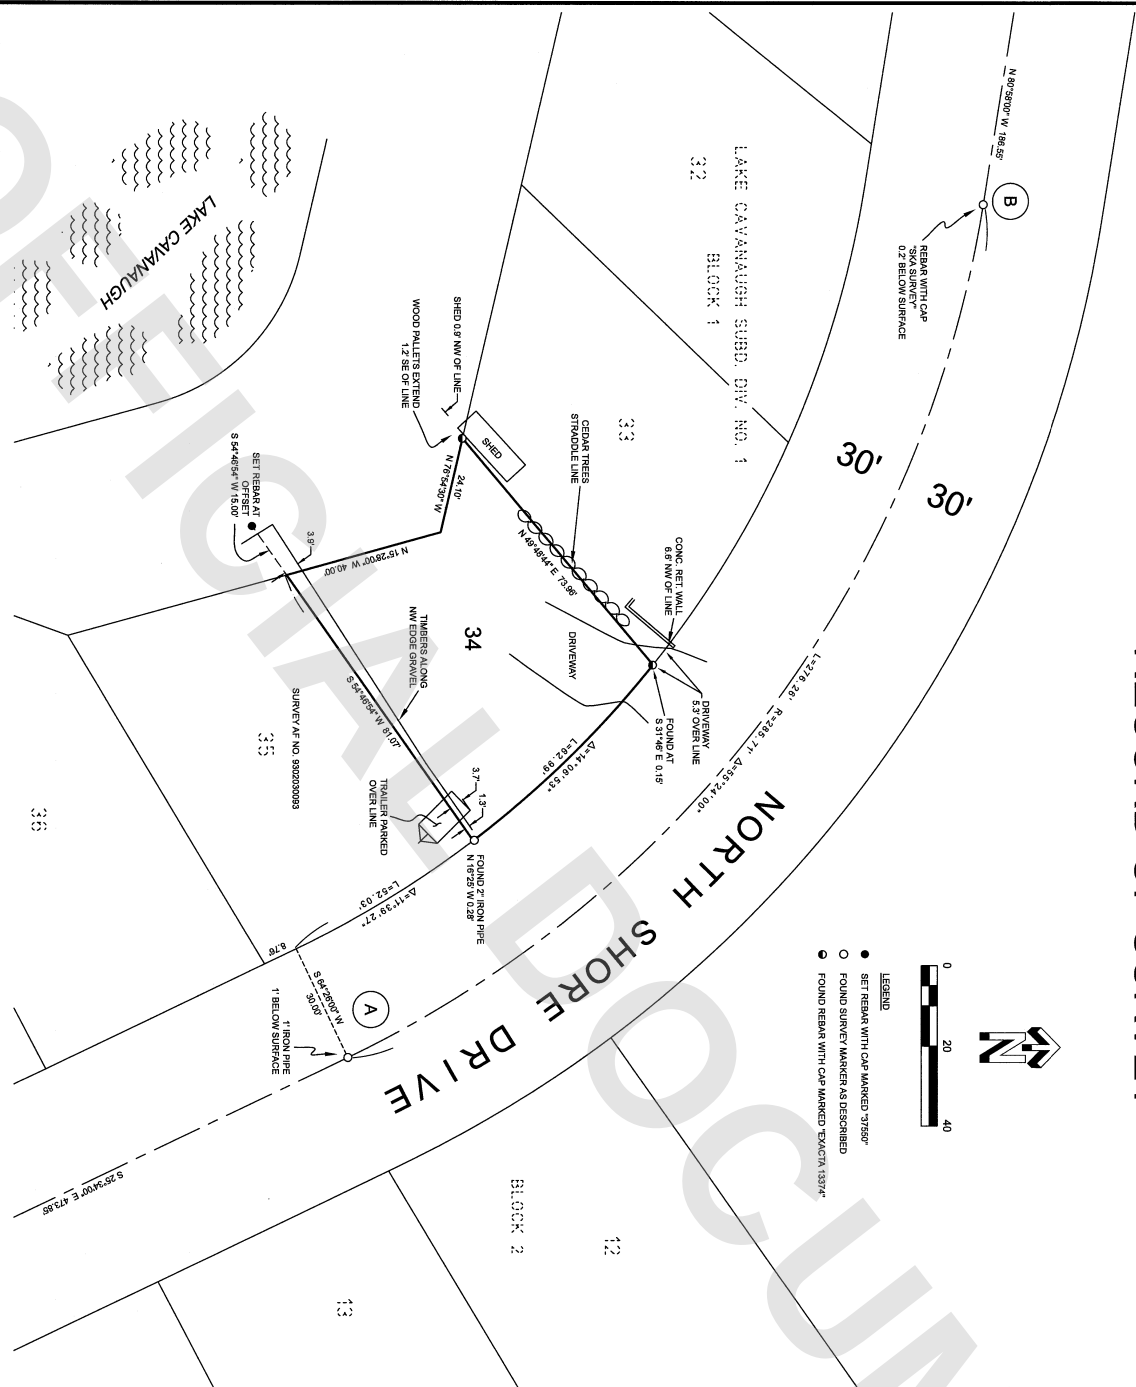 N 80°58'00" W 186.55'
B
REBAR WITH CAP
"SKA SURVEY"
0.2' BELOW SURFACE
LAKE CAVANAUGH SUBD. DIV. NO. 1
BLOCK 1
32
33
LAKE CAVANAUGH
30'
30'
SHED 0.9' NW OF LINE
WOOD PALLETS EXTEND
1.2' SE OF LINE
SHED
CEDAR TREES
STRADDLE LINE
24.10'
N 76°54'30" W
N 49°48'44" E 73.96'
CONC. RET. WALL
6.6' NW OF LINE
SET REBAR AT
OFFSET
S 54°46'54" W 15.00'
3.9'
N 15°28'00" W 40.00'
34
DRIVEWAY
DRIVEWAY
5.3' OVER LINE
FOUND AT
S 31°46' E 0.15'
TIMBERS ALONG
NW EDGE GRAVEL
S 54°46'54" W 81.07'
L=276.26' R=285.71' Δ=55°24'00"
Δ=14°06'53"
L=62.99'
SURVEY AF NO. 9302030093
35
36
3.7'
1.3'
TRAILER PARKED
OVER LINE
FOUND 2" IRON PIPE
N 16°25' W 0.28'
Δ=11°39'27"
L=52.03'
8.76'
S 64°26'00" W
30.00'
A
1" IRON PIPE
1' BELOW SURFACE
NORTH SHORE DRIVE
S 25°34'00" E 473.85'
0 20 40
N
LEGEND
SET REBAR WITH CAP MARKED "37550"
FOUND SURVEY MARKER AS DESCRIBED
FOUND REBAR WITH CAP MARKED "EXACTA 13374"
BLOCK 2
12
13